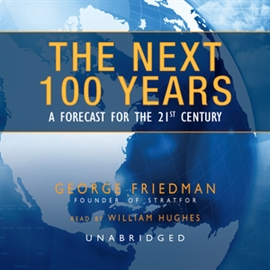 THE NEXT
100 YEARS
A FORECAST FOR THE 21ST CENTURY
GEORGE FRIEDMAN
FOUNDER OF STRATFOR
READ BY WILLIAM HUGHES
UNABRIDGED